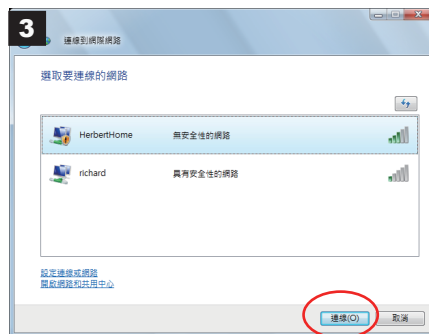 3
連線到網際網路
選取要連線的網路
HerbertHome 無安全性的網路
richard 具有安全性的網路
設定連線或網路
開啟網路和共用中心
連線(O) 取消